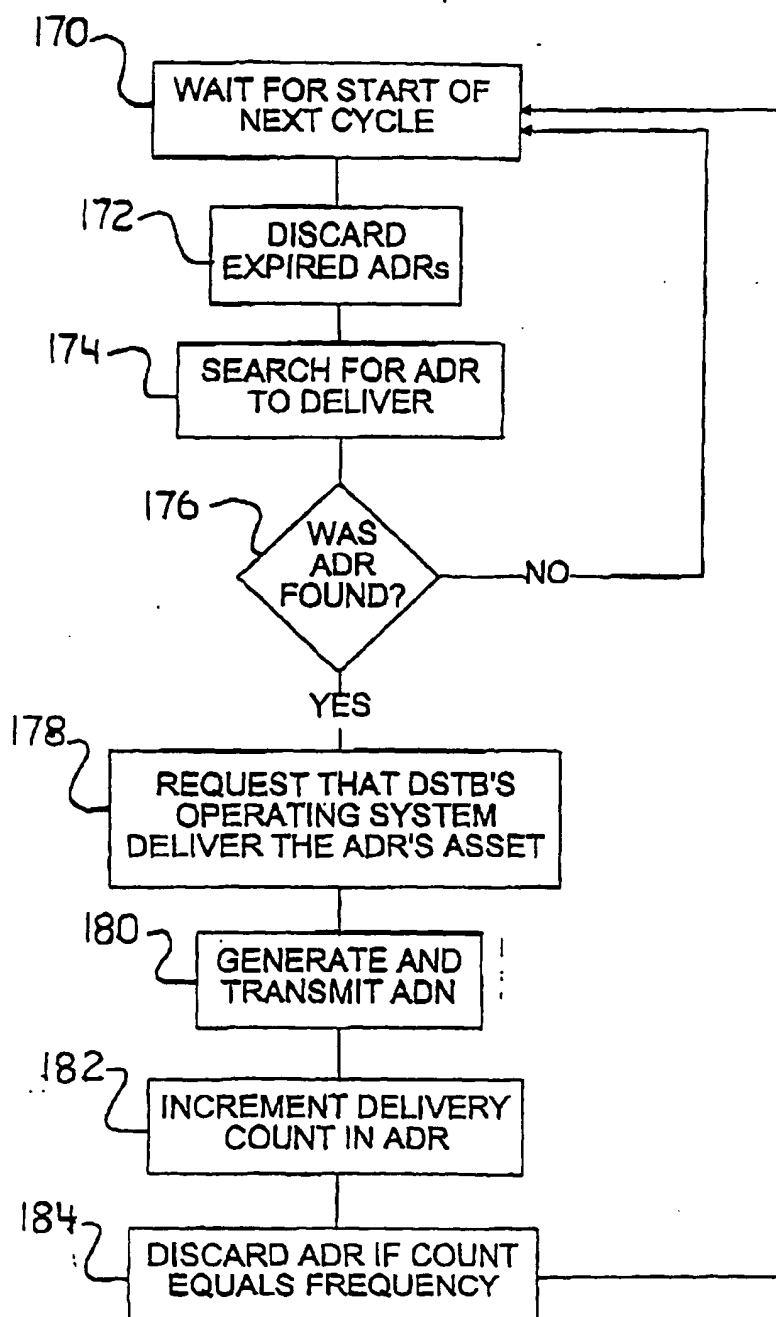 170
WAIT FOR START OF
NEXT CYCLE
172
DISCARD
EXPIRED ADRs
174
SEARCH FOR ADR
TO DELIVER
176
WAS
ADR
FOUND?
NO
YES
178
REQUEST THAT DSTB'S
OPERATING SYSTEM
DELIVER THE ADR'S ASSET
180
GENERATE AND
TRANSMIT ADN
182
INCREMENT DELIVERY
COUNT IN ADR
184
DISCARD ADR IF COUNT
EQUALS FREQUENCY